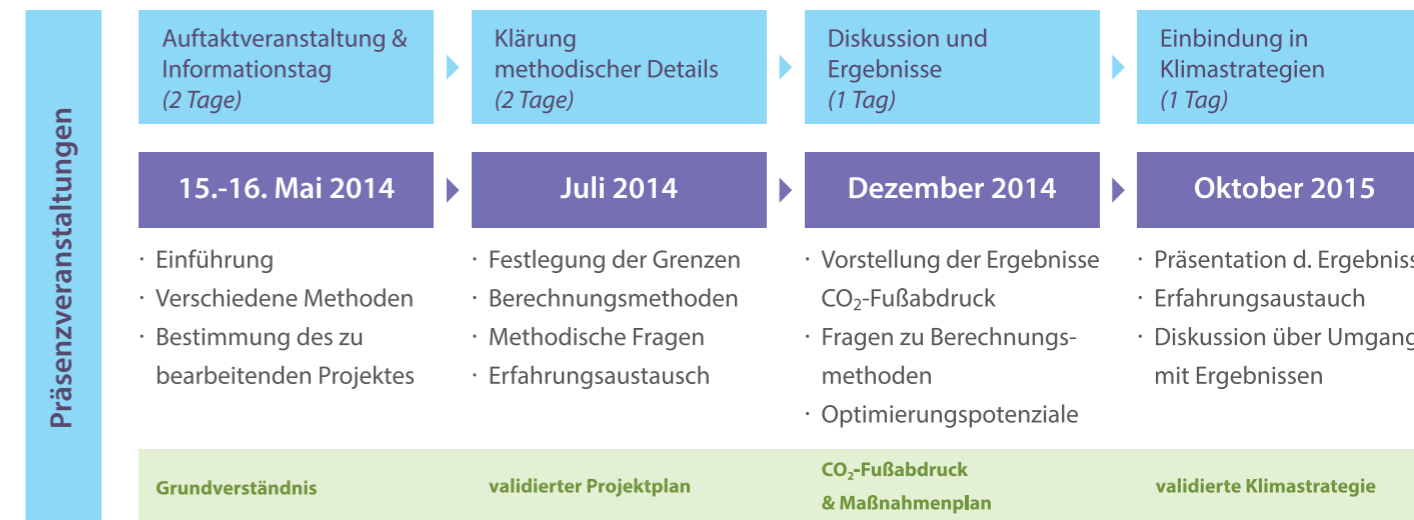 Präsenzveranstaltungen
Auftaktveranstaltung &
Informationstag
(2 Tage)
Klärung
methodischer Details
(2 Tage)
Diskussion und
Ergebnisse
(1 Tag)
Einbindung in
Klimastrategien
(1 Tag)
15.-16. Mai 2014
Juli 2014
Dezember 2014
Oktober 2015
· Einführung
· Verschiedene Methoden
· Bestimmung des zu
bearbeitenden Projektes
· Festlegung der Grenzen
· Berechnungsmethoden
· Methodische Fragen
· Erfahrungsaustausch
· Vorstellung der Ergebnisse
CO₂-Fußabdruck
· Fragen zu Berechnungs-
methoden
· Optimierungspotenziale
· Präsentation d. Ergebniss
· Erfahrungsaustauch
· Diskussion über Umgang
mit Ergebnissen
Grundverständnis
validierter Projektplan
CO₂-Fußabdruck
& Maßnahmenplan
validierte Klimastrategie